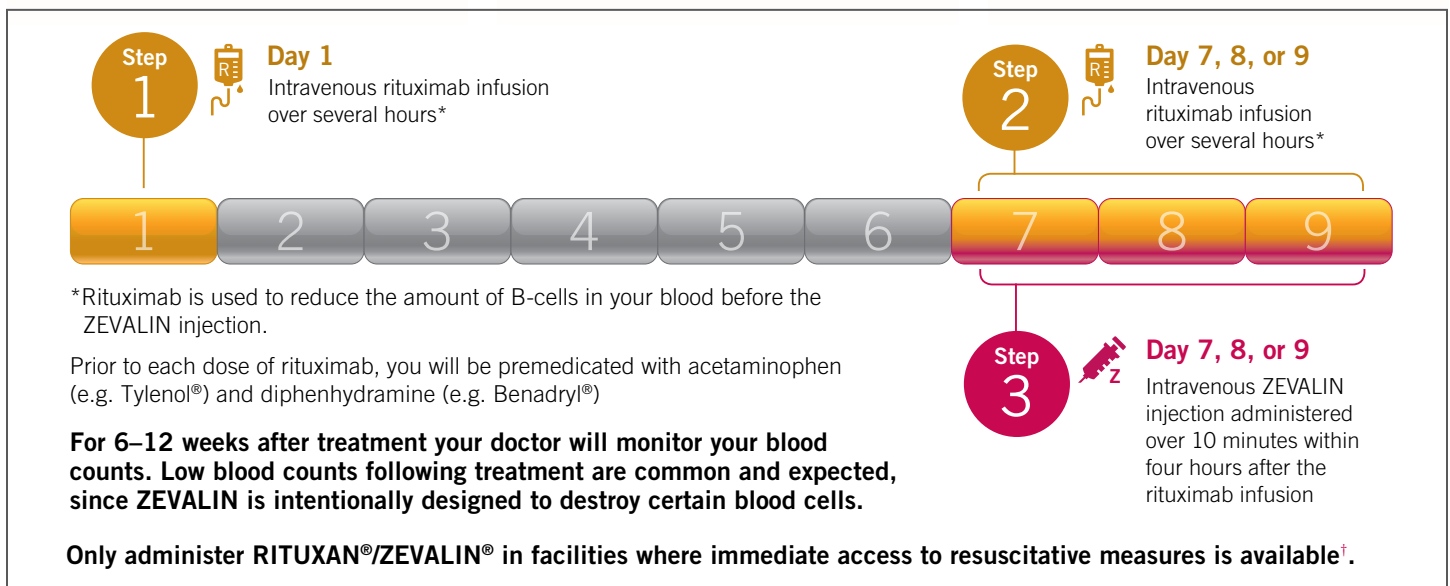 Step
1
R
Day 1
Intravenous rituximab infusion
over several hours*
Step
2
R
Day 7, 8, or 9
Intravenous
rituximab infusion
over several hours*
1 2 3 4 5 6 7 8 9
*Rituximab is used to reduce the amount of B-cells in your blood before the
ZEVALIN injection.
Prior to each dose of rituximab, you will be premedicated with acetaminophen
(e.g. Tylenol®) and diphenhydramine (e.g. Benadryl®)
For 6–12 weeks after treatment your doctor will monitor your blood
counts. Low blood counts following treatment are common and expected,
since ZEVALIN is intentionally designed to destroy certain blood cells.
Step
3
Z
Day 7, 8, or 9
Intravenous ZEVALIN
injection administered
over 10 minutes within
four hours after the
rituximab infusion
Only administer RITUXAN®/ZEVALIN® in facilities where immediate access to resuscitative measures is available†.